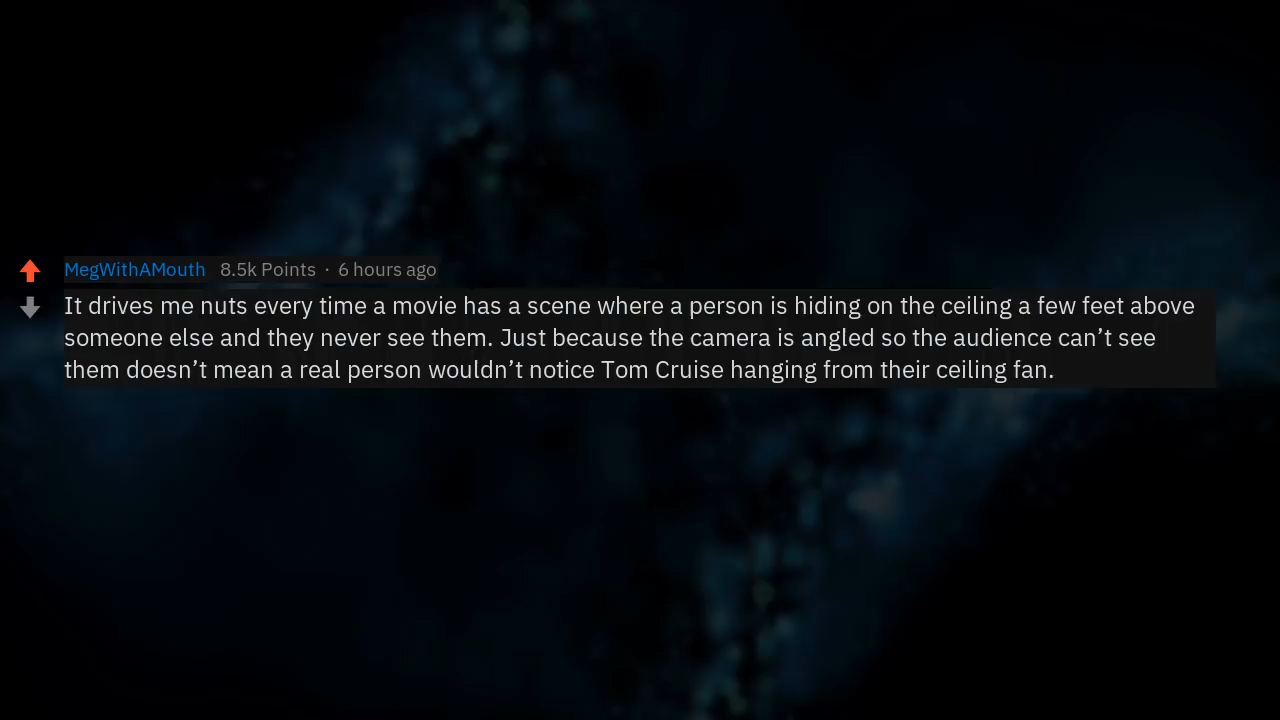 MegWithAMouth 8.5k Points · 6 hours ago
It drives me nuts every time a movie has a scene where a person is hiding on the ceiling a few feet above
someone else and they never see them. Just because the camera is angled so the audience can’t see
them doesn’t mean a real person wouldn’t notice Tom Cruise hanging from their ceiling fan.